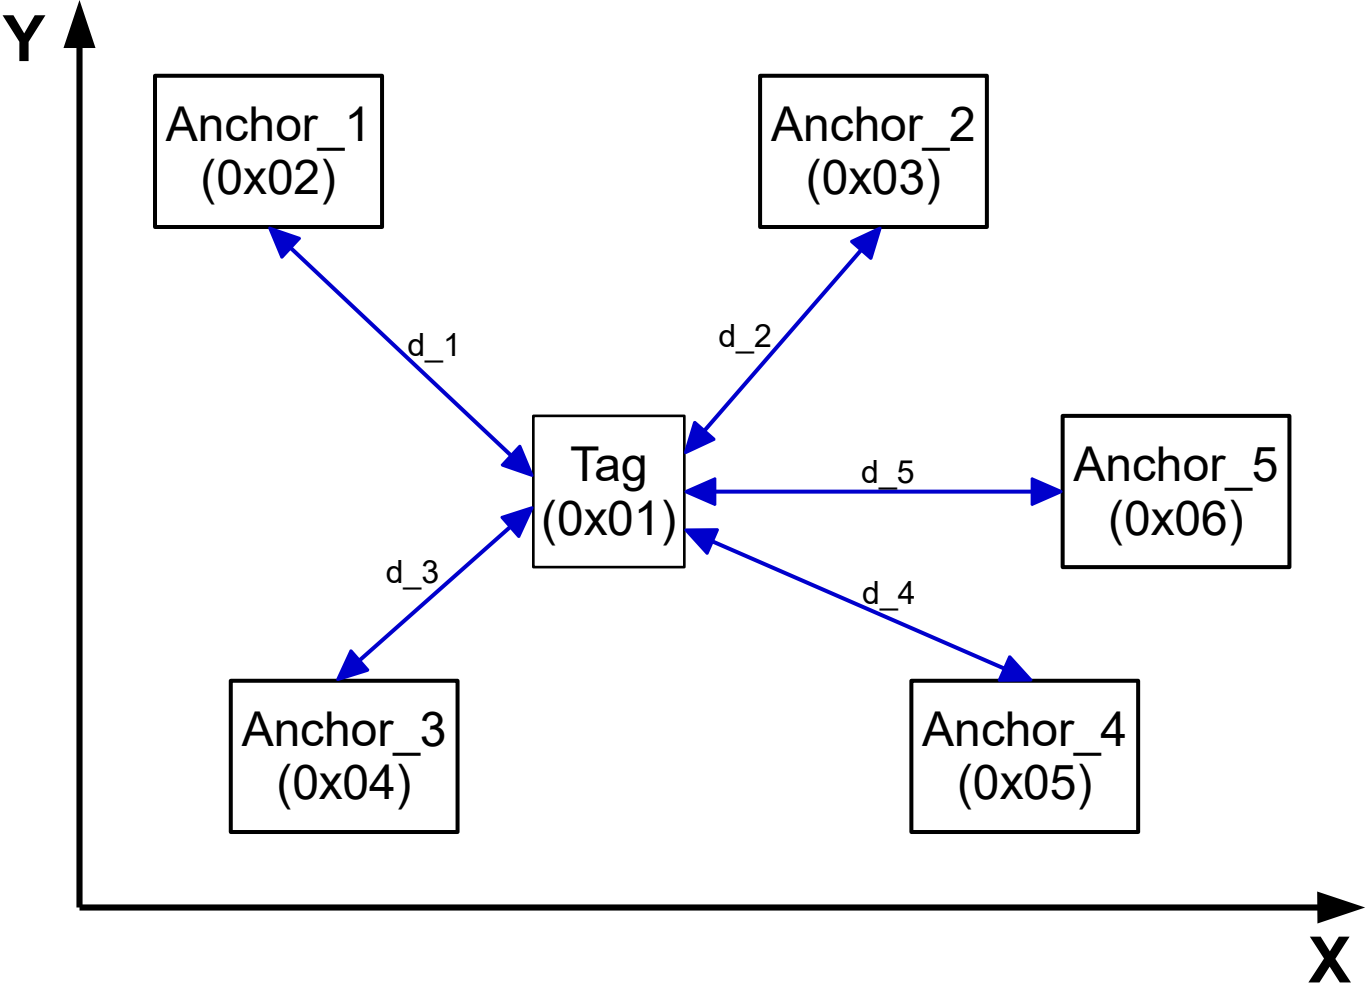 Y
Anchor_1
(0x02)
Anchor_2
(0x03)
d_1
d_2
Tag
(0x01)
d_5
Anchor_5
(0x06)
d_3
d_4
Anchor_3
(0x04)
Anchor_4
(0x05)
X